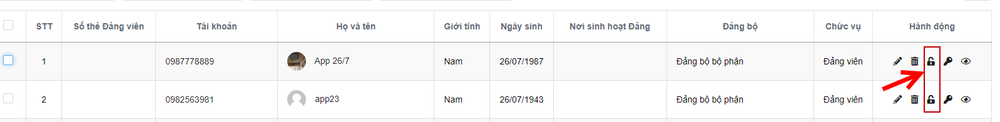 STT Số thẻ Đảng viên Tài khoản Họ và tên Giới tính Ngày sinh Nơi sinh hoạt Đảng Đảng bộ Chức vụ Hành động
1 0987778889 App 26/7 Nam 26/07/1987 Đảng bộ bộ phận Đảng viên
2 0982563981 app23 Nam 26/07/1943 Đảng bộ bộ phận Đảng viên